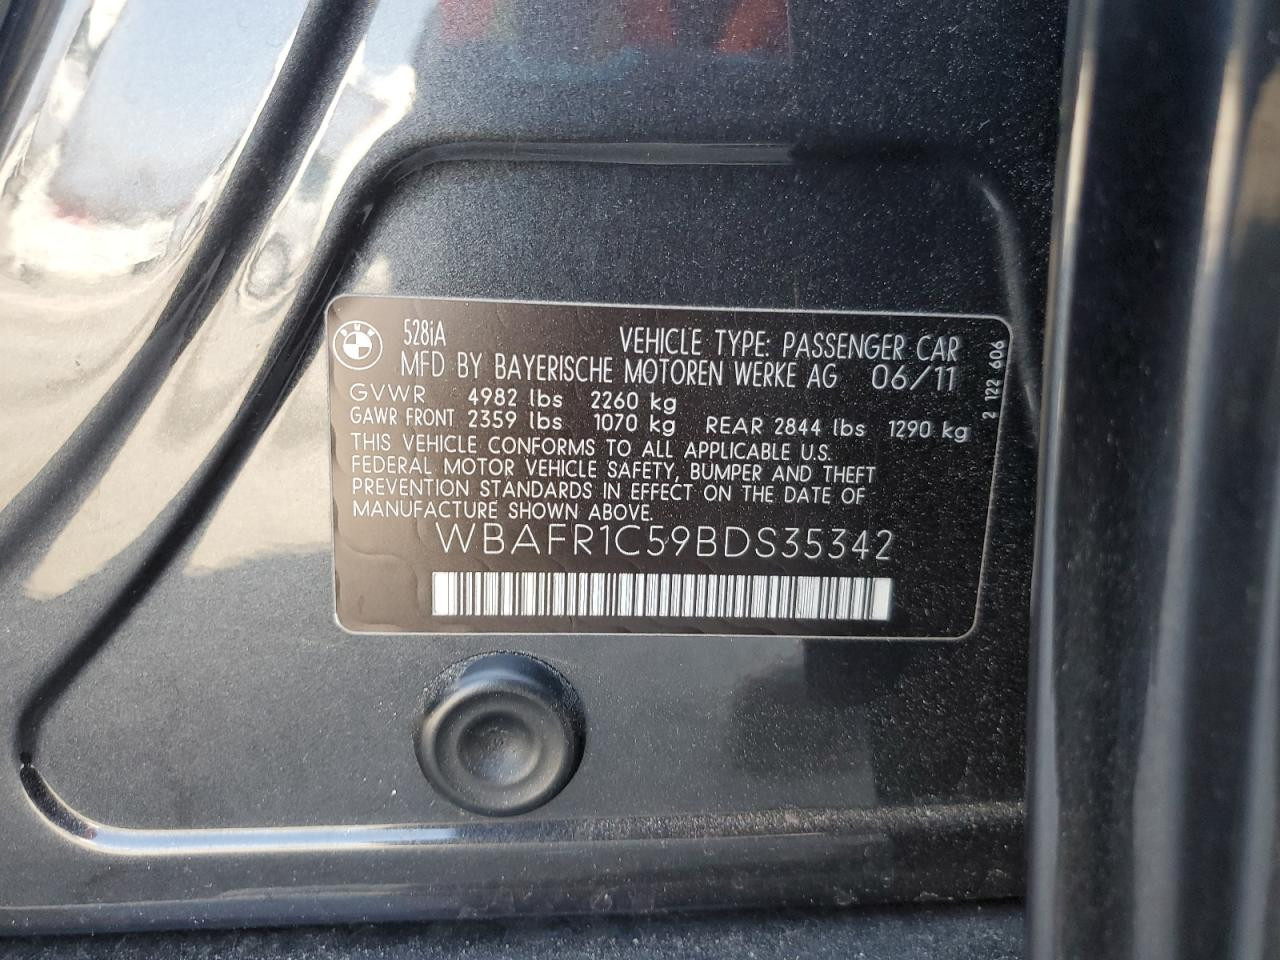 BMW
528iA VEHICLE TYPE: PASSENGER CAR
MFD BY BAYERISCHE MOTOREN WERKE AG 06/11
GVWR 4982 lbs 2260 kg
GAWR FRONT 2359 lbs 1070 kg REAR 2844 lbs 1290 kg
THIS VEHICLE CONFORMS TO ALL APPLICABLE U.S.
FEDERAL MOTOR VEHICLE SAFETY, BUMPER AND THEFT
PREVENTION STANDARDS IN EFFECT ON THE DATE OF
MANUFACTURE SHOWN ABOVE.
WBAFR1C59BDS35342
2 122 606